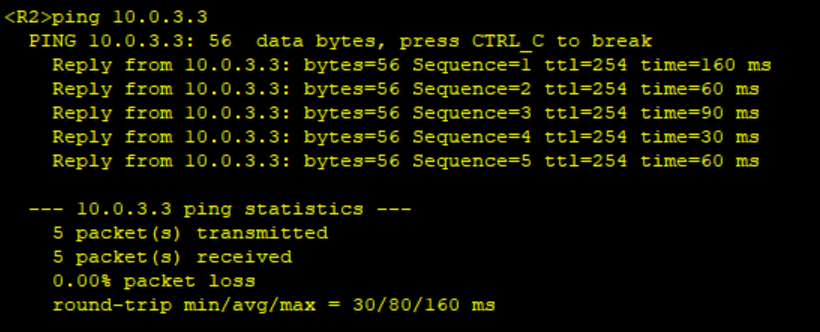 <R2>ping 10.0.3.3
PING 10.0.3.3: 56  data bytes, press CTRL_C to break
Reply from 10.0.3.3: bytes=56 Sequence=1 ttl=254 time=160 ms
Reply from 10.0.3.3: bytes=56 Sequence=2 ttl=254 time=60 ms
Reply from 10.0.3.3: bytes=56 Sequence=3 ttl=254 time=90 ms
Reply from 10.0.3.3: bytes=56 Sequence=4 ttl=254 time=30 ms
Reply from 10.0.3.3: bytes=56 Sequence=5 ttl=254 time=60 ms
--- 10.0.3.3 ping statistics ---
5 packet(s) transmitted
5 packet(s) received
0.00% packet loss
round-trip min/avg/max = 30/80/160 ms